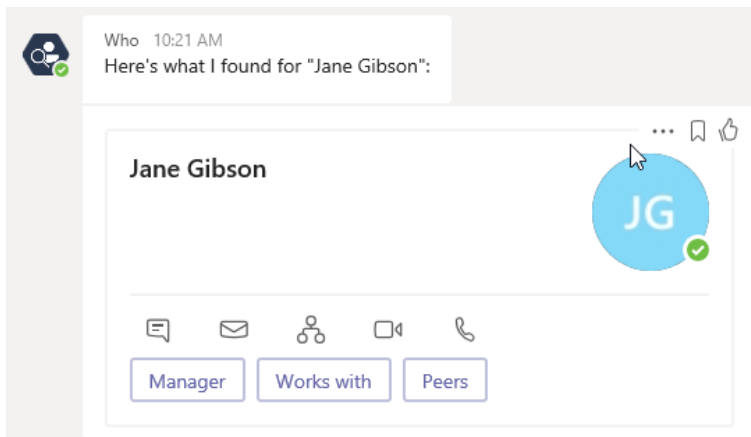 Who 10:21 AM
Here's what I found for "Jane Gibson":
Jane Gibson
JG
Manager Works with Peers